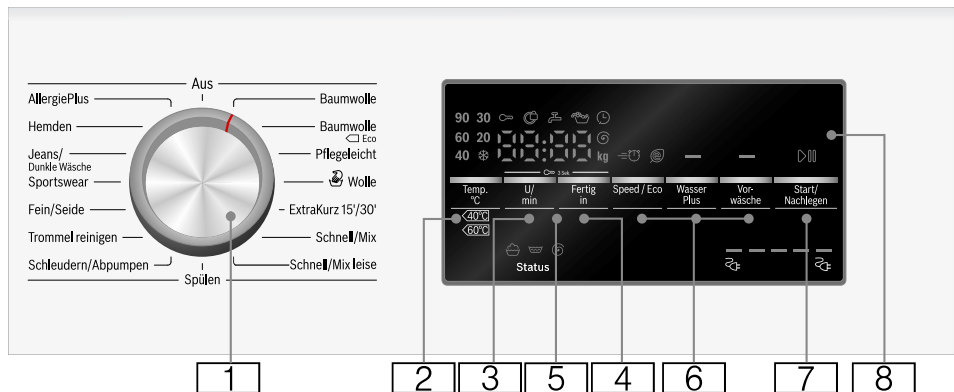 Aus
AllergiePlus
Hemden
Jeans/
Dunkle Wäsche
Sportswear
Fein/Seide
Trommel reinigen
Schleudern/Abpumpen
Spülen
Baumwolle
Baumwolle
Eco
Pflegeleicht
Wolle
ExtraKurz 15'/30'
Schnell/Mix
Schnell/Mix leise
90 30
60 20
40
88:88
kg
3 Sek.
Temp.
°C
U/
min
Fertig
in
Speed / Eco
Wasser
Plus
Vor-
wäsche
Start/
Nachlegen
40°C
60°C
Status
1 2 3 5 4 6 7 8